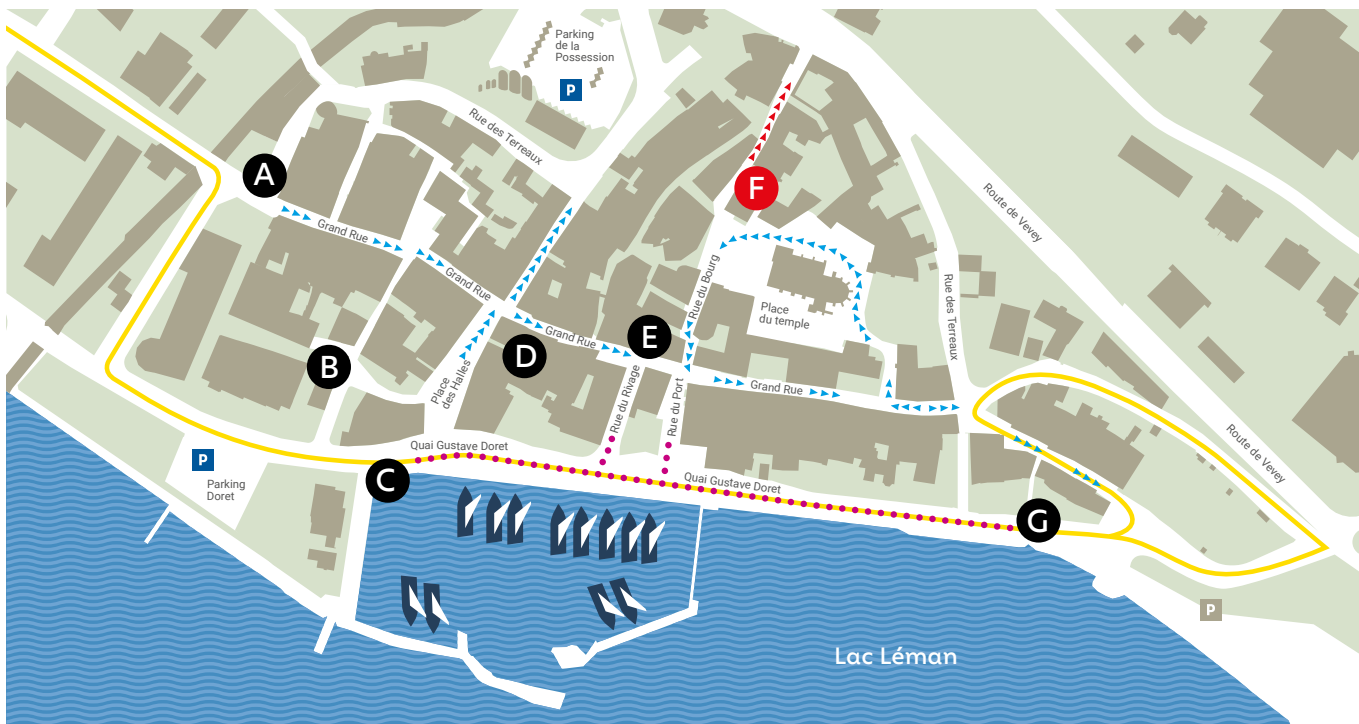 Parking
de la
Possession
P
Rue des Terreaux
A
F
Route de Vevey
Grand Rue
Grand Rue
Rue du Bourg
Rue des Terreaux
Place
du temple
Grand Rue
E
D
B
Place
des Halles
Rue du Rivage
Rue du Port
Grand Rue
Quai Gustave Doret
Route de Vevey
P
Parking
Doret
C
Quai Gustave Doret
G
P
Lac Léman